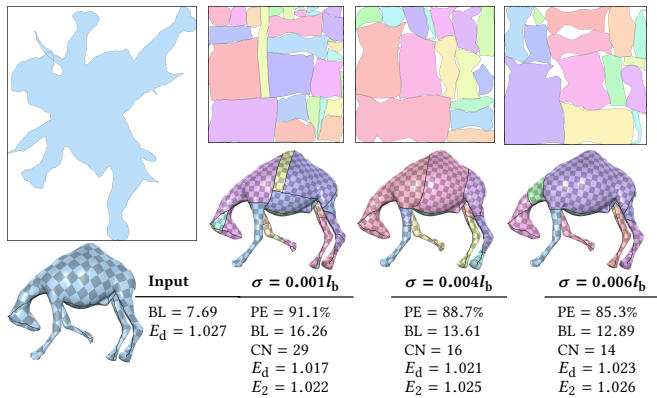 Input
BL = 7.69
E_d = 1.027
σ = 0.001l_b
PE = 91.1%
BL = 16.26
CN = 29
E_d = 1.017
E_2 = 1.022
σ = 0.004l_b
PE = 88.7%
BL = 13.61
CN = 16
E_d = 1.021
E_2 = 1.025
σ = 0.006l_b
PE = 85.3%
BL = 12.89
CN = 14
E_d = 1.023
E_2 = 1.026